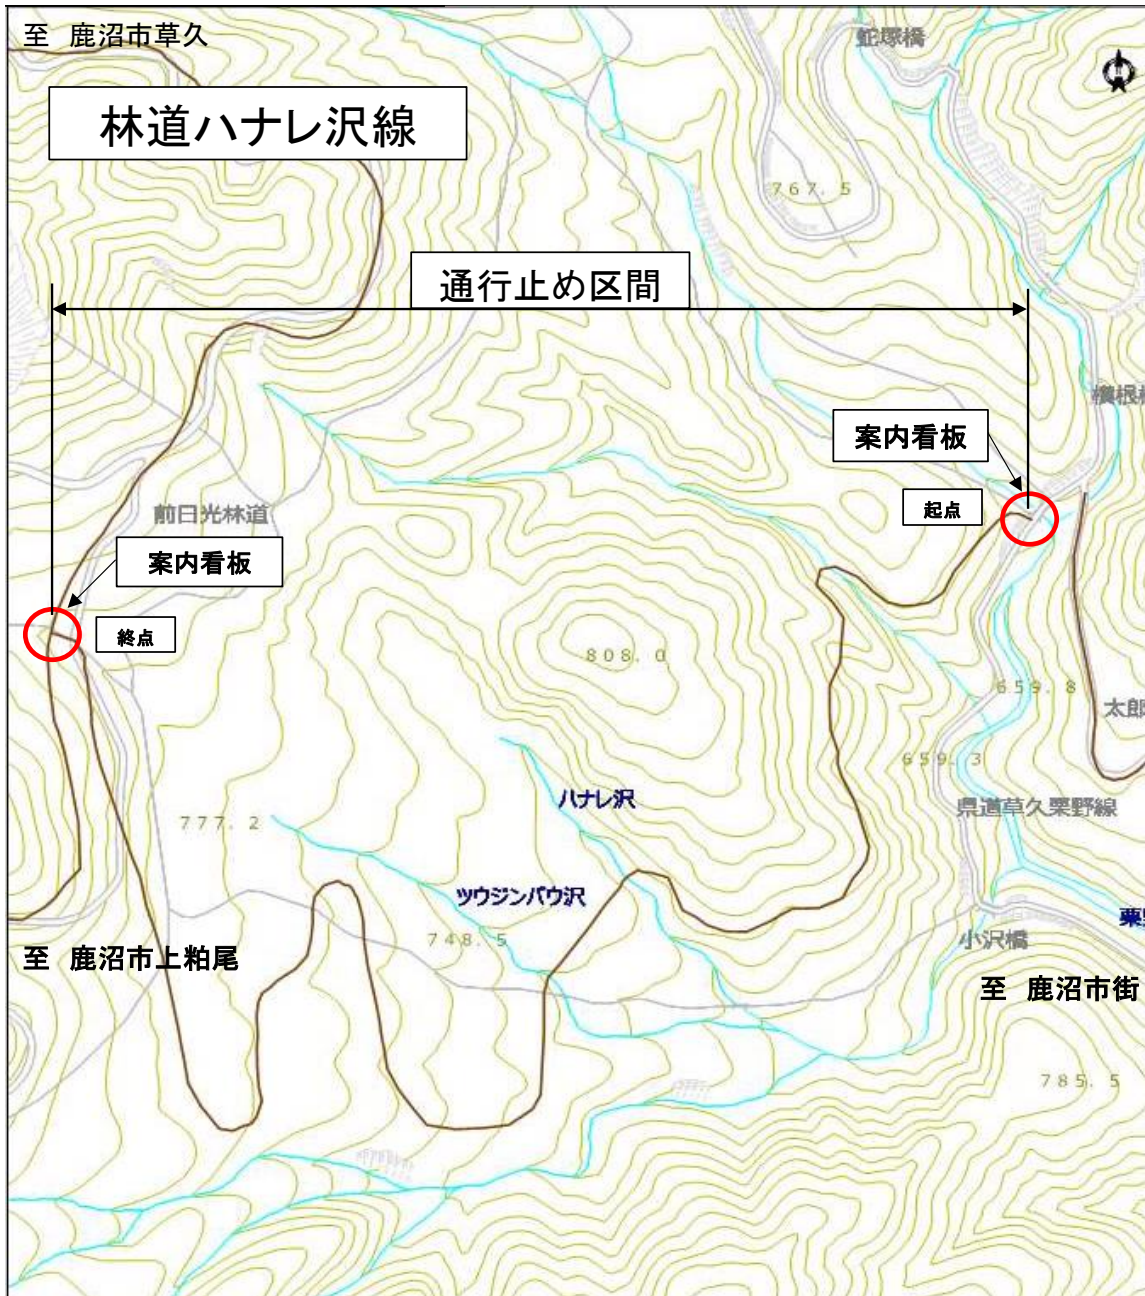 至 鹿沼市草久
蛇塚橋
林道ハナレ沢線
767.5
通行止め区間
横根
案内看板
起点
前日光林道
案内看板
終点
808.0
659.8
太郎
659.3
ハナレ沢
県道草久粟野線
777.2
ツウジンバウ沢
748.5
小沢橋
至 鹿沼市上粕尾
至 鹿沼市街
785.5